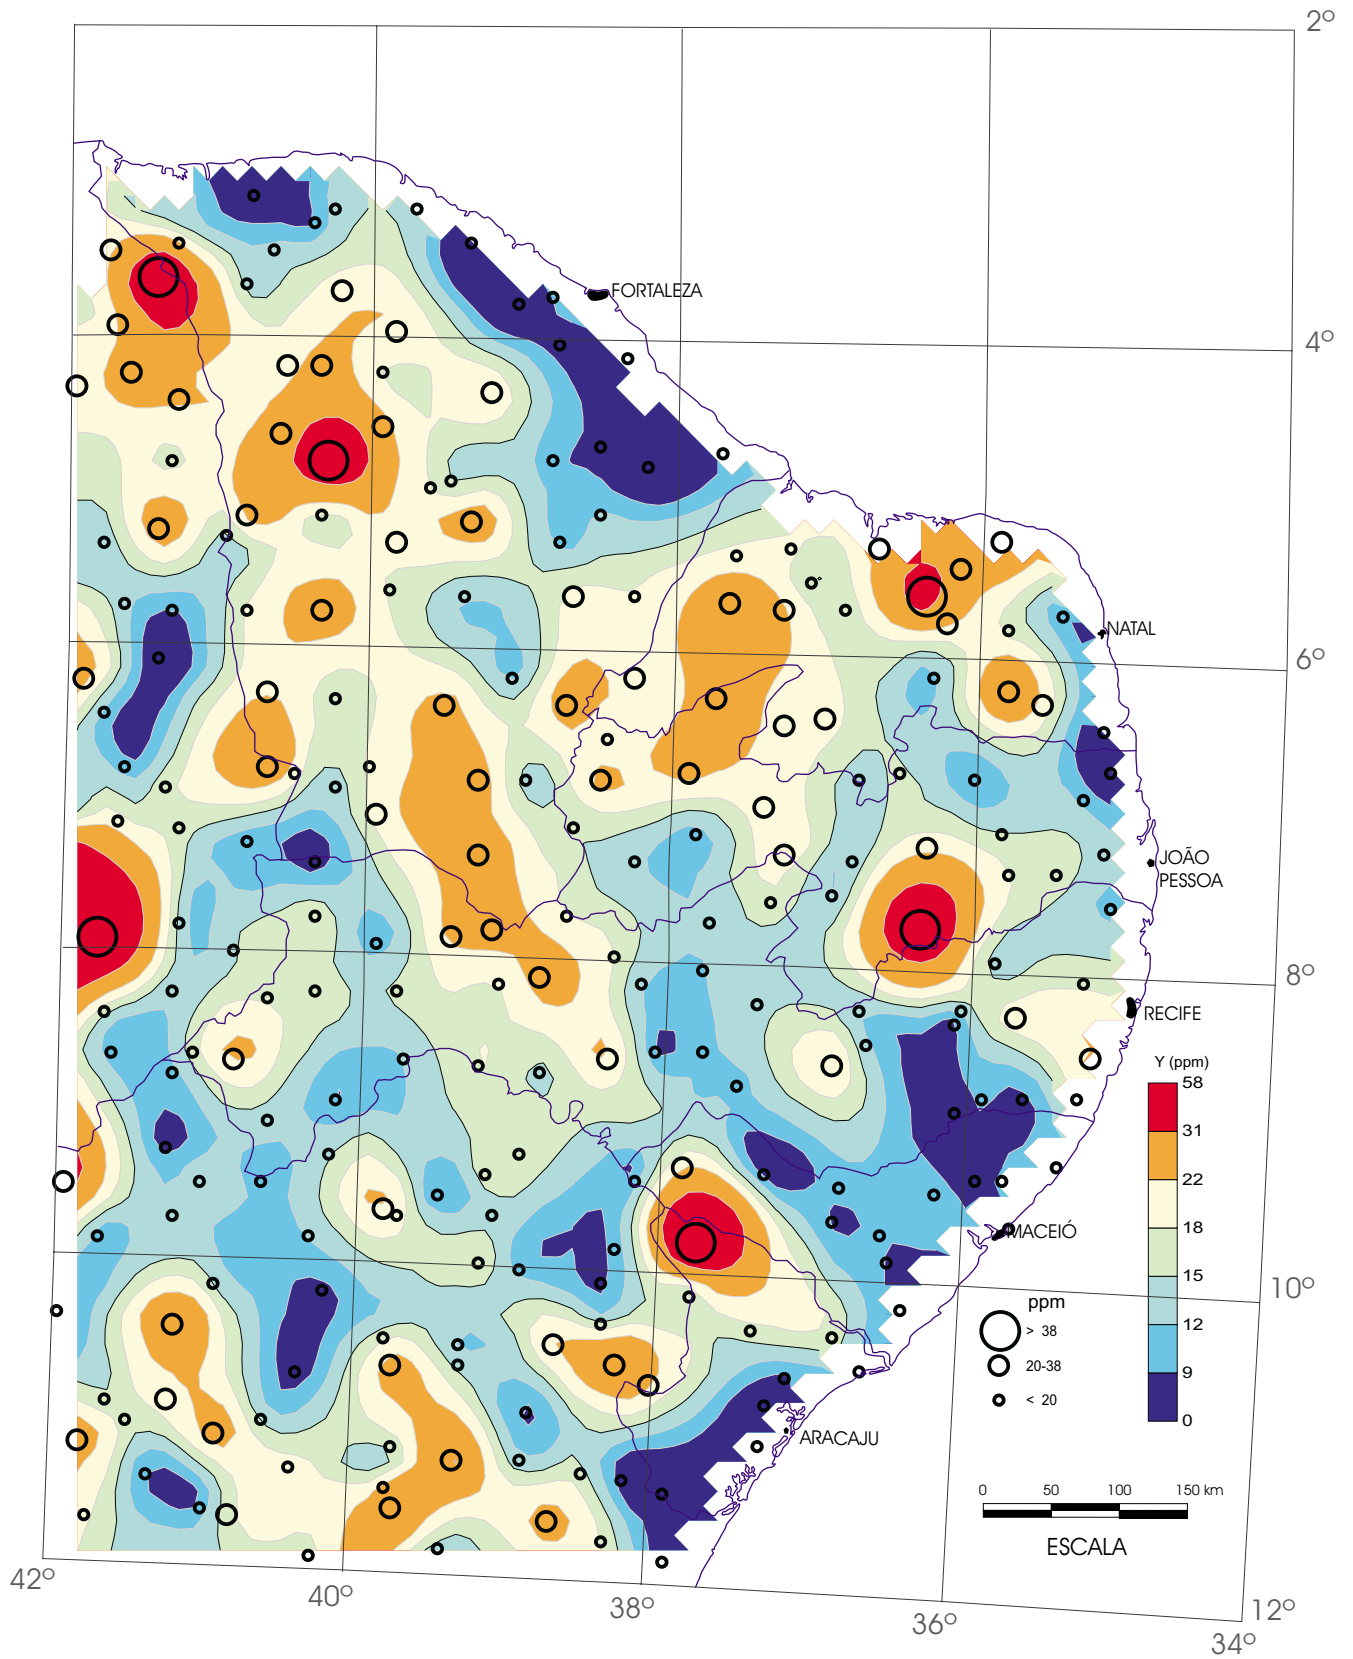 2º
FORTALEZA
4º
NATAL
6º
JOÃO
PESSOA
8º
RECIFE
Y (ppm)
58
31
22
18
15
12
9
0
MACEIÓ
10º
ppm
> 38
20-38
< 20
ARACAJU
0 50 100 150 km
ESCALA
42º
40º
38º
36º
12º
34º